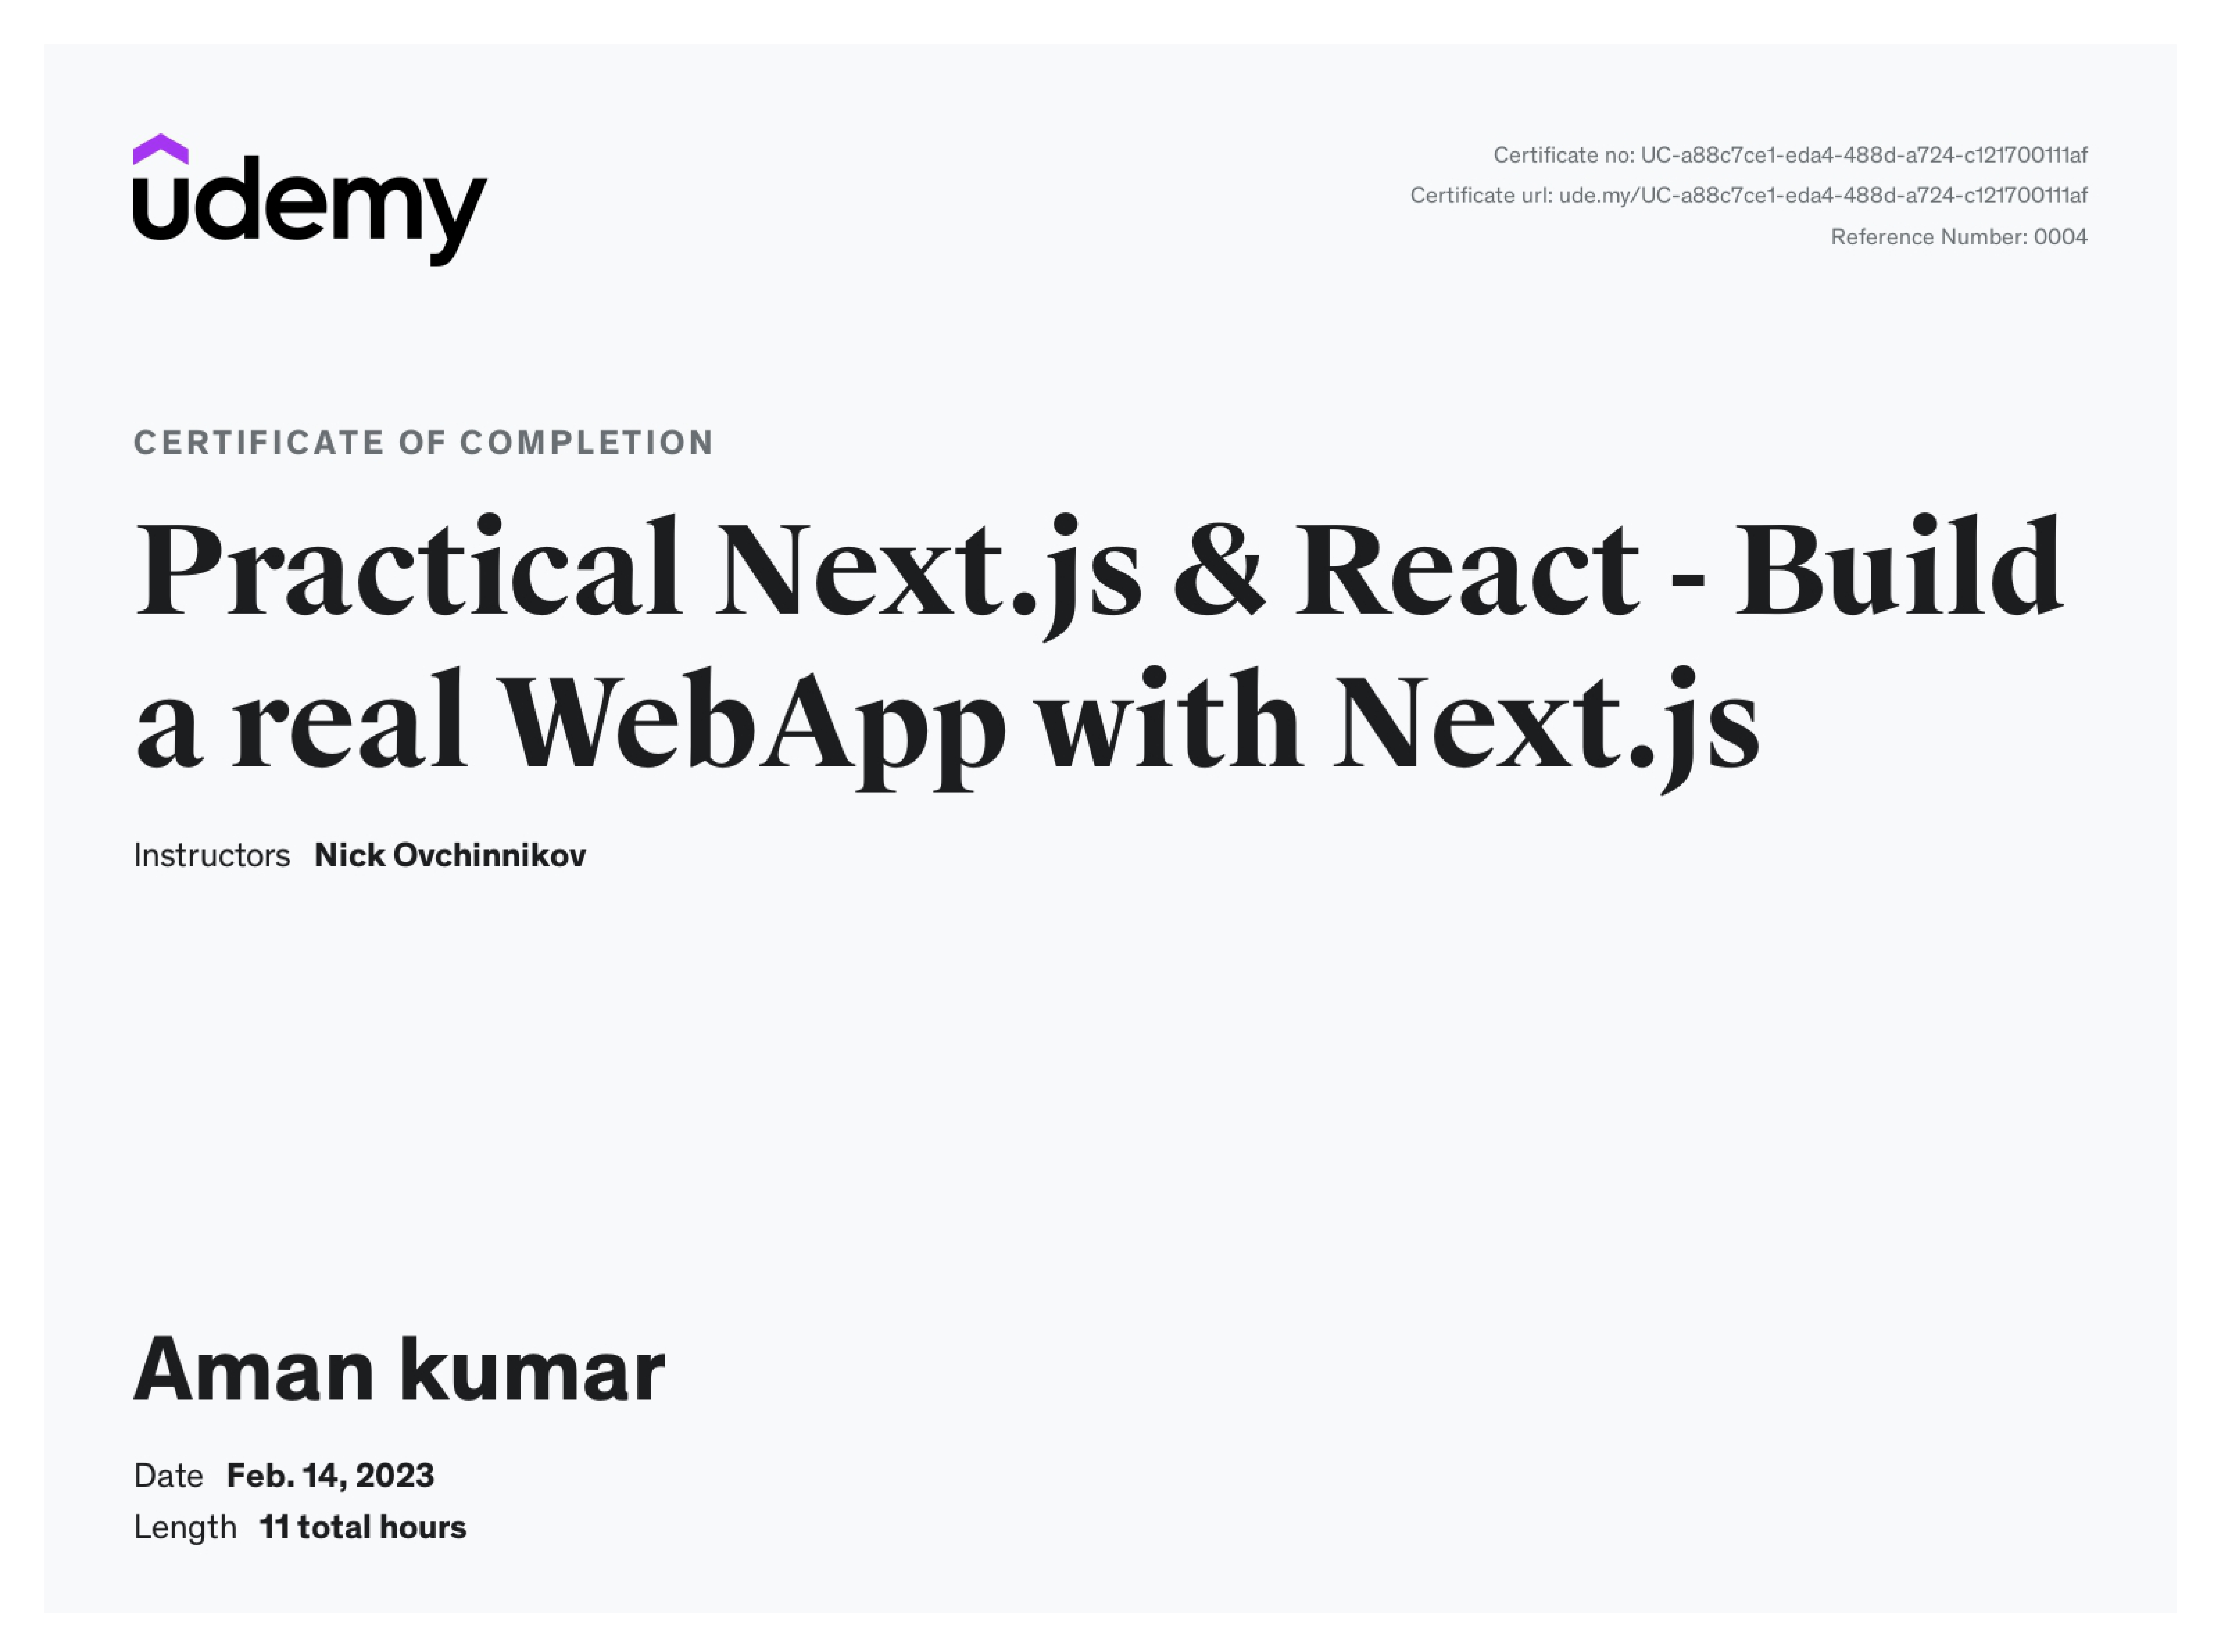 udemy
Certificate no: UC-a88c7ce1-eda4-488d-a724-c121700111af
Certificate url: ude.my/UC-a88c7ce1-eda4-488d-a724-c121700111af
Reference Number: 0004
CERTIFICATE OF COMPLETION
Practical Next.js & React - Build
a real WebApp with Next.js
Instructors Nick Ovchinnikov
Aman kumar
Date Feb. 14, 2023
Length 11 total hours